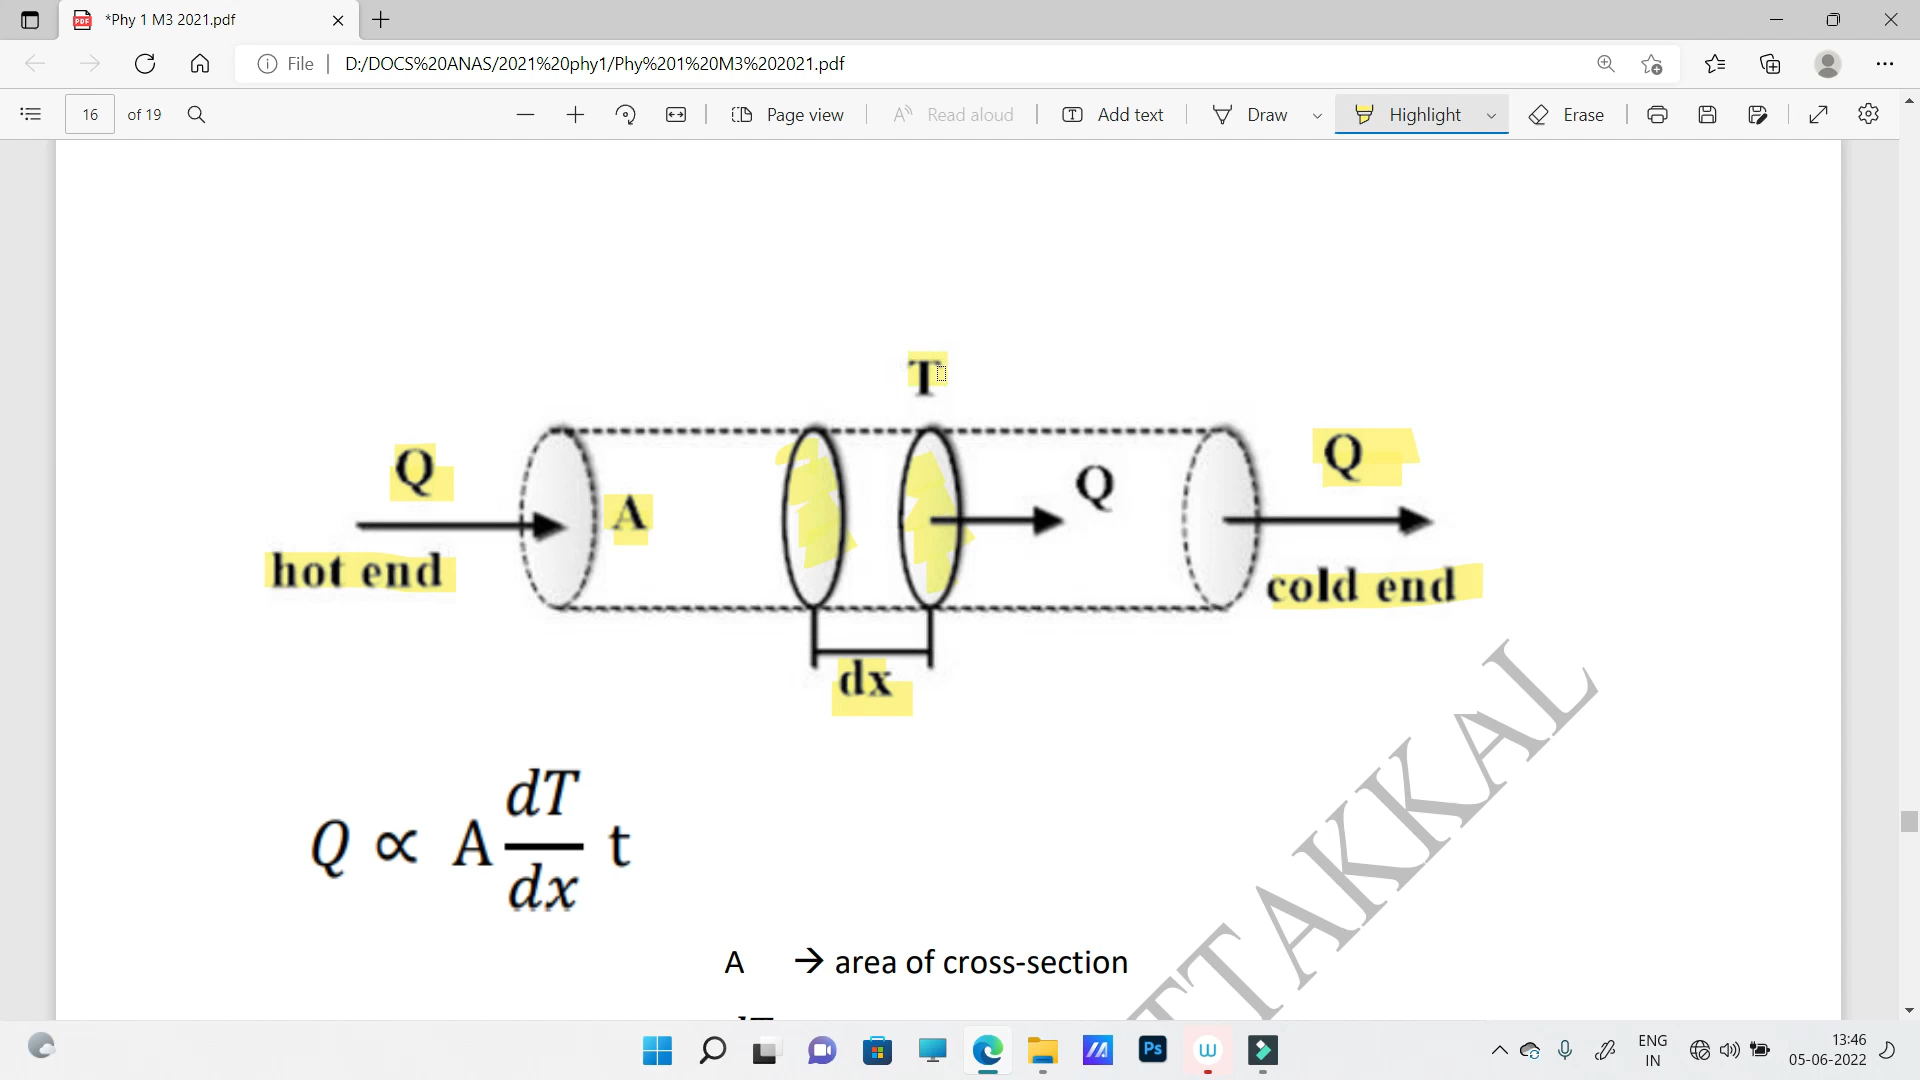 *Phy 1 M3 2021.pdf
File D:/DOCS%20ANAS/2021%20phy1/Phy%201%20M3%202021.pdf
16 of 19 Page view Read aloud Add text Draw Highlight Erase
T
Q A Q Q
hot end cold end
dx
Q ∝ A dT/dx t
A → area of cross-section
TTAKKAL
ENG
IN
13:46
05-06-2022